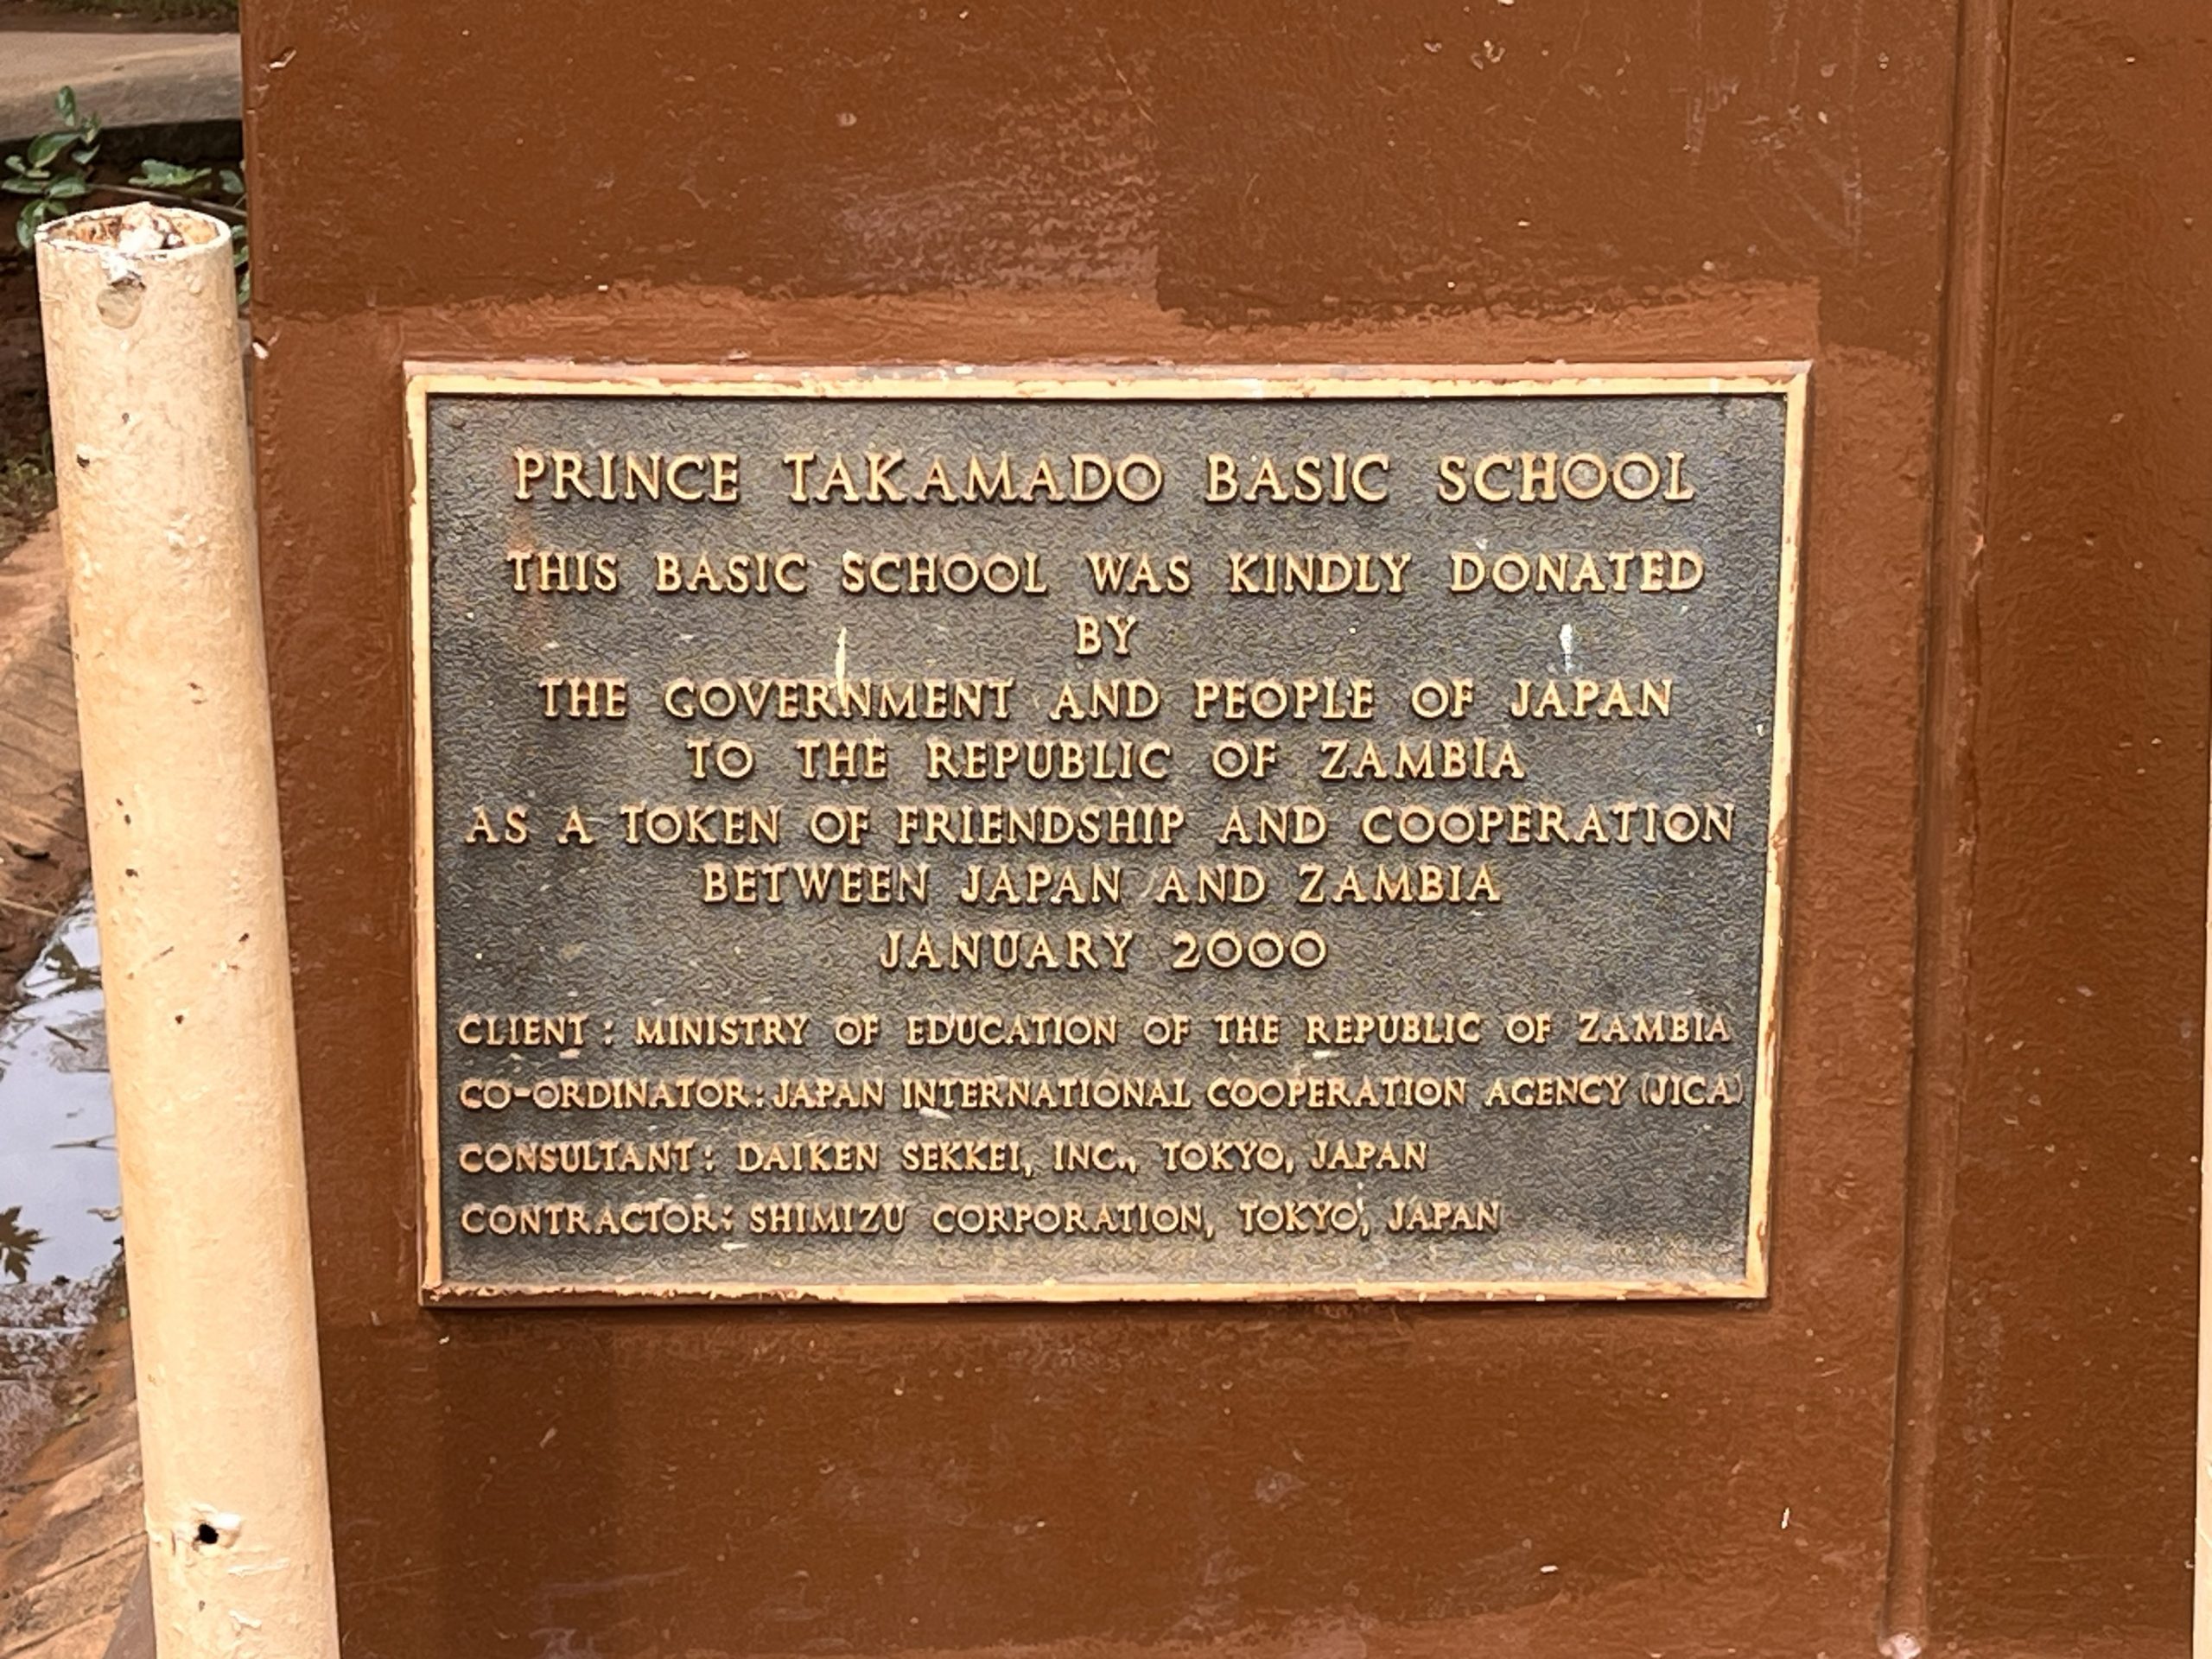 PRINCE TAKAMADO BASIC SCHOOL
THIS BASIC SCHOOL WAS KINDLY DONATED
BY
THE GOVERNMENT AND PEOPLE OF JAPAN
TO THE REPUBLIC OF ZAMBIA
AS A TOKEN OF FRIENDSHIP AND COOPERATION
BETWEEN JAPAN AND ZAMBIA
JANUARY 2000
CLIENT : MINISTRY OF EDUCATION OF THE REPUBLIC OF ZAMBIA
CO-ORDINATOR: JAPAN INTERNATIONAL COOPERATION AGENCY (JICA)
CONSULTANT : DAIKEN SEKKEI, INC., TOKYO, JAPAN
CONTRACTOR: SHIMIZU CORPORATION, TOKYO, JAPAN